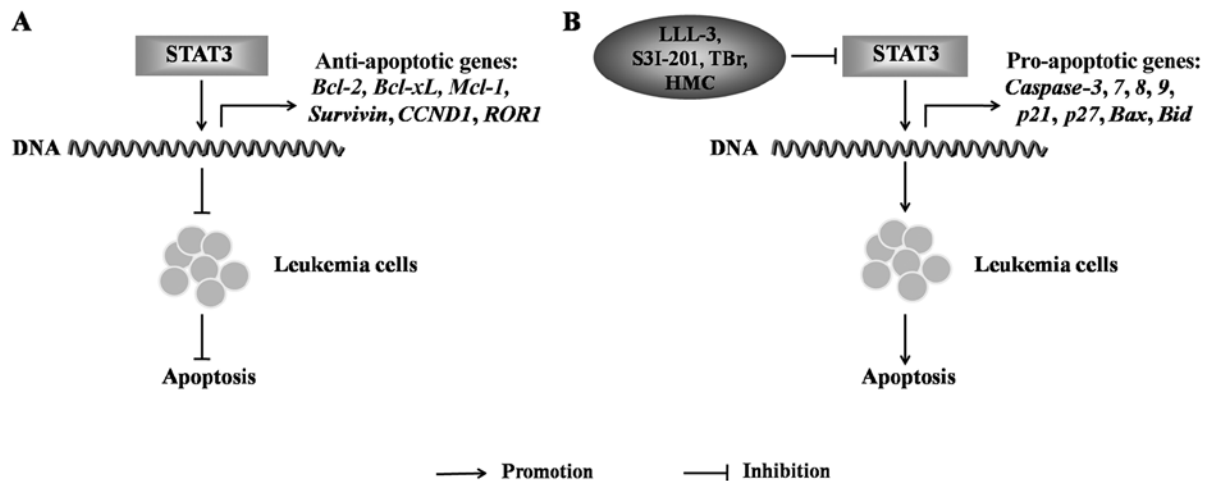 A
STAT3
Anti-apoptotic genes:
Bcl-2, Bcl-xL, Mcl-1,
Survivin, CCND1, ROR1
DNA
Leukemia cells
Apoptosis
B
LLL-3,
S3I-201, TBr,
HMC
STAT3
Pro-apoptotic genes:
Caspase-3, 7, 8, 9,
p21, p27, Bax, Bid
DNA
Leukemia cells
Apoptosis
Promotion
Inhibition